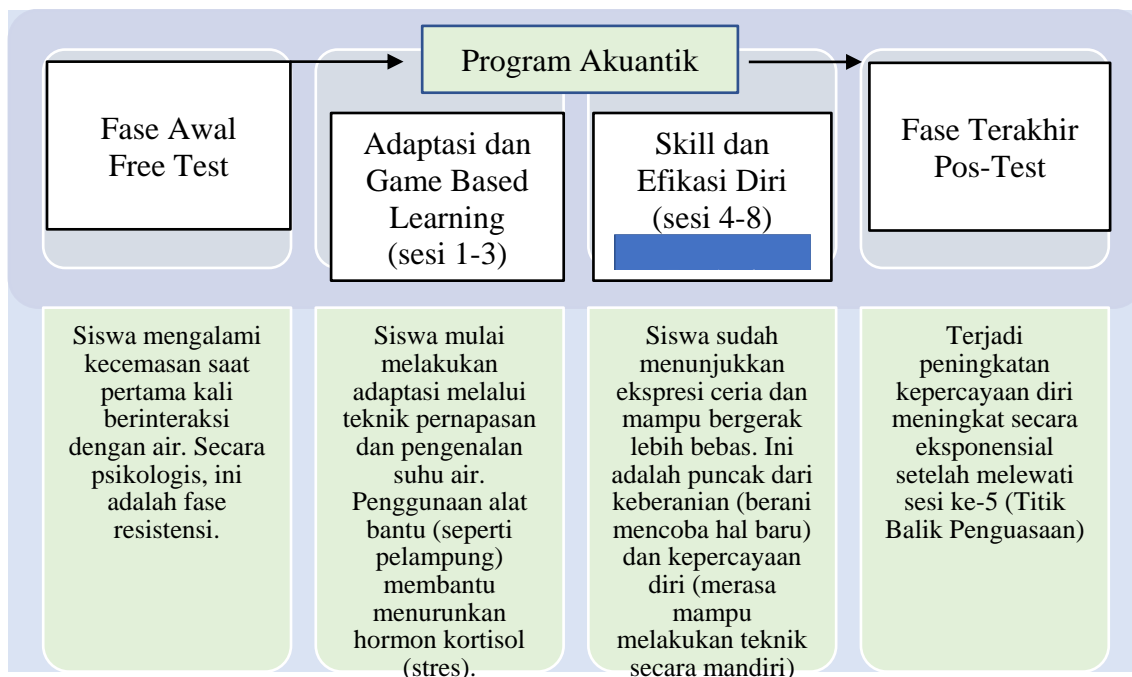 Program Akuantik
Fase Awal
Free Test
Adaptasi dan
Game Based
Learning
(sesi 1-3)
Skill dan
Efikasi Diri
(sesi 4-8)
Fase Terakhir
Pos-Test
Siswa mengalami
kecemasan saat
pertama kali
berinteraksi
dengan air. Secara
psikologis, ini
adalah fase
resistensi.
Siswa mulai
melakukan
adaptasi melalui
teknik pernapasan
dan pengenalan
suhu air.
Penggunaan alat
bantu (seperti
pelampung)
membantu
menurunkan
hormon kortisol
(stres).
Siswa sudah
menunjukkan
ekspresi ceria dan
mampu bergerak
lebih bebas. Ini
adalah puncak dari
keberanian (berani
mencoba hal baru)
dan kepercayaan
diri (merasa
mampu
melakukan teknik
secara mandiri)
Terjadi
peningkatan
kepercayaan diri
meningkat secara
eksponensial
setelah melewati
sesi ke-5 (Titik
Balik Penguasaan)